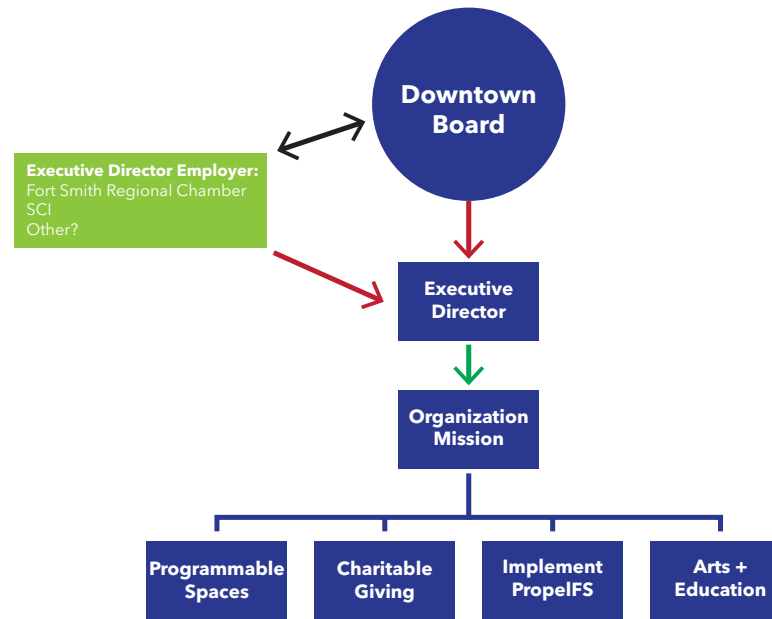 Downtown
Board
Executive Director Employer:
Fort Smith Regional Chamber
SCI
Other?
Executive
Director
Organization
Mission
Programmable
Spaces
Charitable
Giving
Implement
PropelFS
Arts +
Education